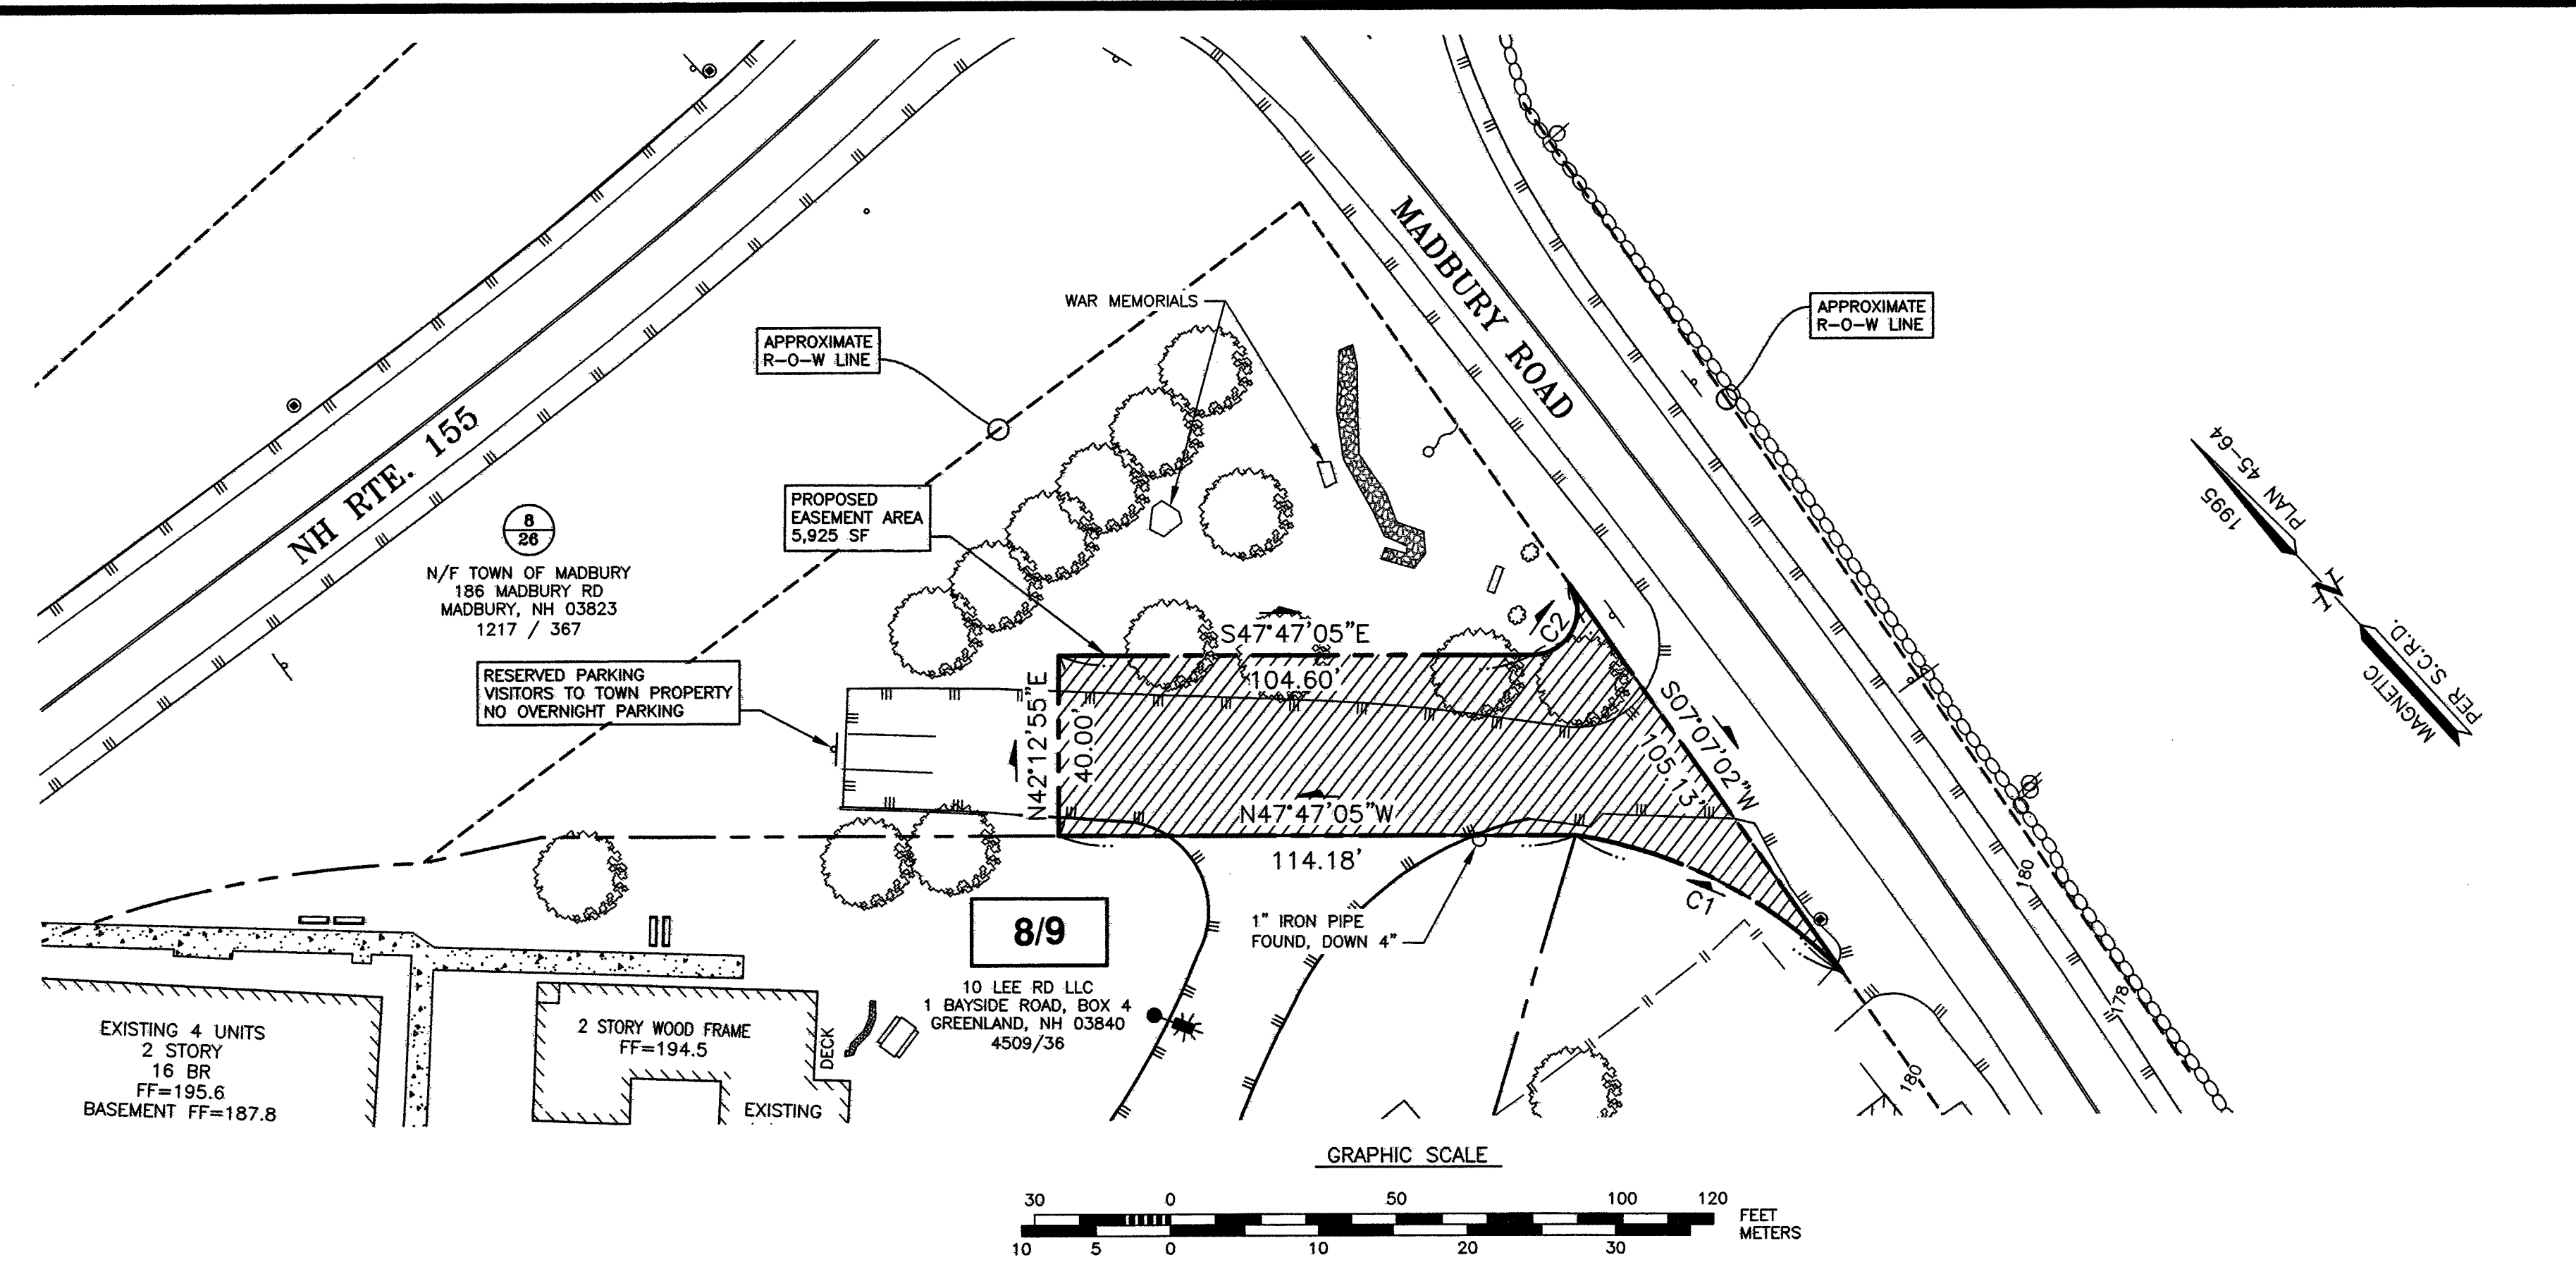 MADBURY ROAD
NH RTE. 155
WAR MEMORIALS
APPROXIMATE
R-O-W LINE
APPROXIMATE
R-O-W LINE
PLAN 45-64
1995
N
MAGNETIC
PER S.C.R.D.
PROPOSED
EASEMENT AREA
5,925 SF
8
26
N/F TOWN OF MADBURY
186 MADBURY RD
MADBURY, NH 03823
1217 / 367
RESERVED PARKING
VISITORS TO TOWN PROPERTY
NO OVERNIGHT PARKING
S47°47'05"E
104.60'
C2
N42°12'55"E
40.00'
S07°07'02"W
105.13'
N47°47'05"W
114.18'
C1
1" IRON PIPE
FOUND, DOWN 4"
8/9
10 LEE RD LLC
1 BAYSIDE ROAD, BOX 4
GREENLAND, NH 03840
4509/36
EXISTING 4 UNITS
2 STORY
16 BR
FF=195.6
BASEMENT FF=187.8
2 STORY WOOD FRAME
FF=194.5
DECK
EXISTING
180
178
180
GRAPHIC SCALE
30 0 50 100 120
FEET
METERS
10 5 0 10 20 30